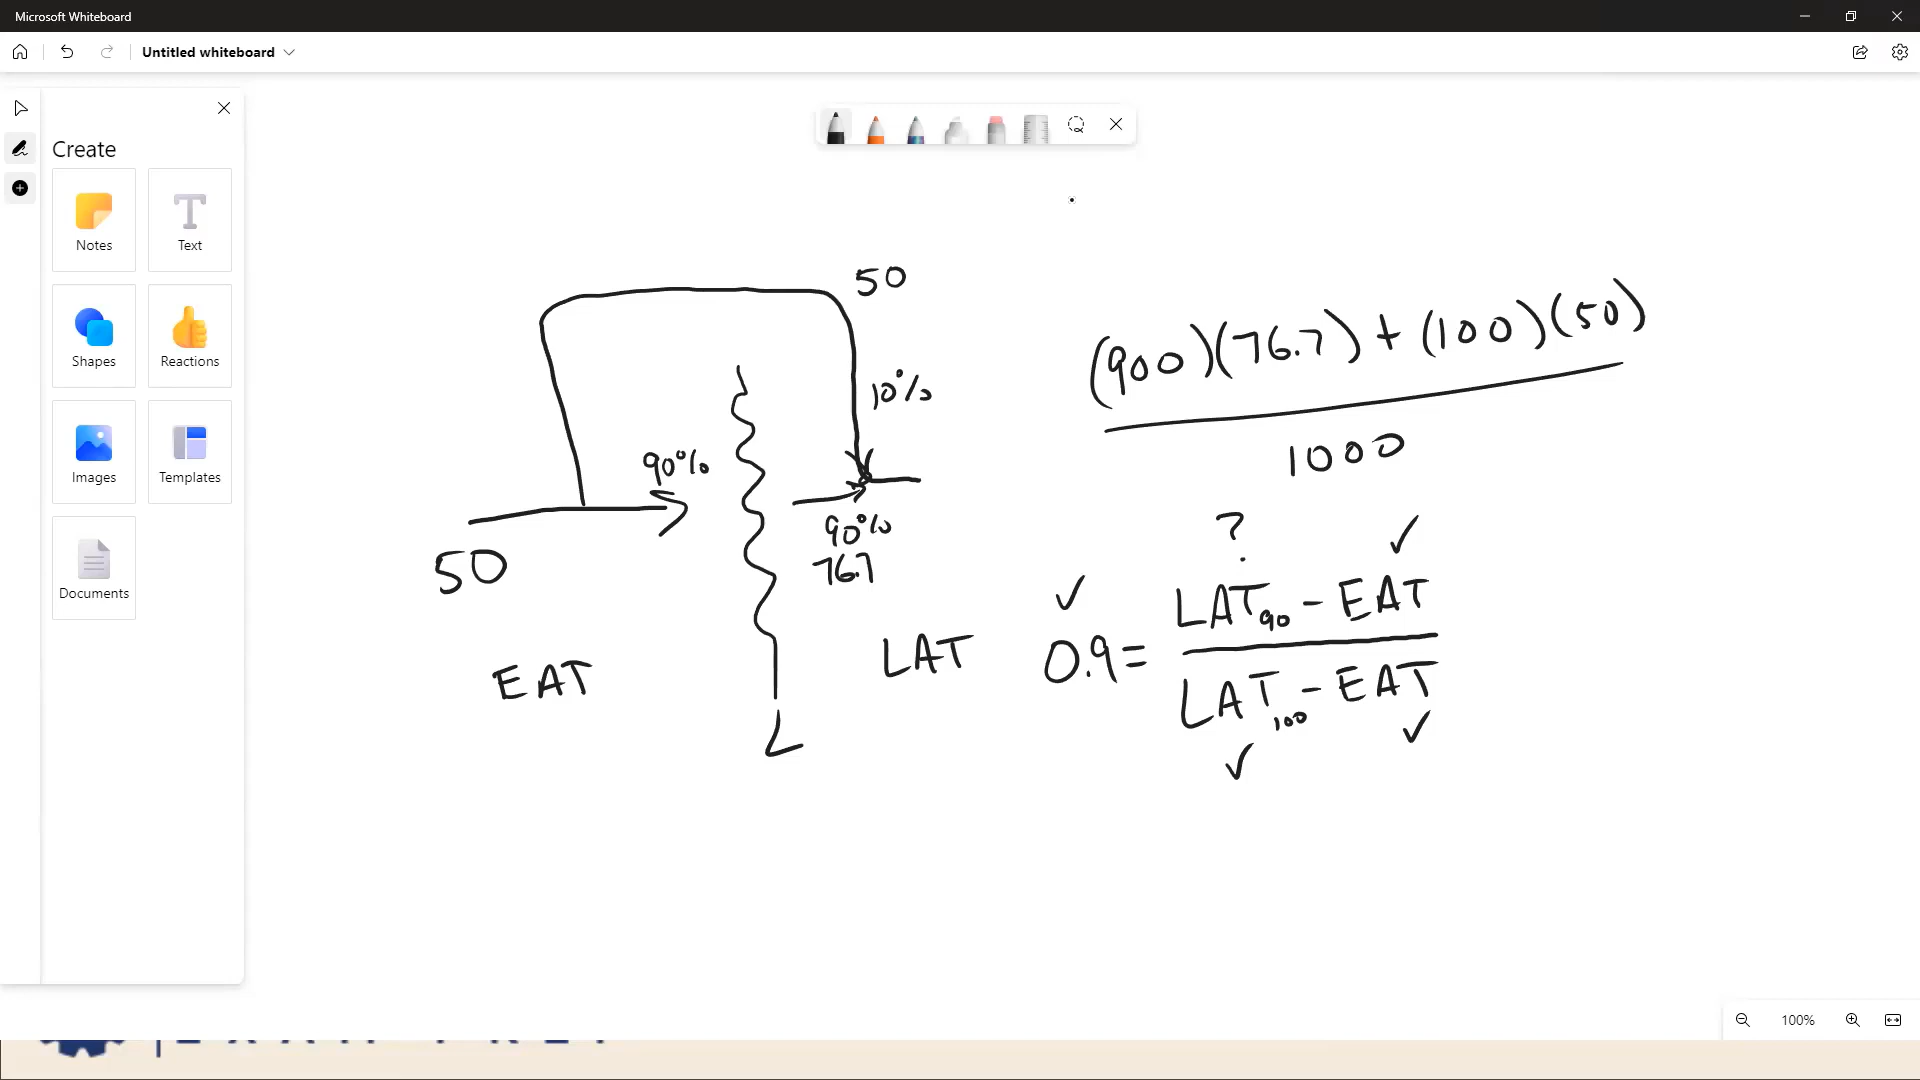 Microsoft Whiteboard
Untitled whiteboard
Create
Notes
Text
Shapes
Reactions
Images
Templates
Documents
50
10%
90%
90%
76.7
50
EAT
LAT
(900)(76.7) + (100)(50)
1000
?
LAT90 - EAT
0.9 =
LAT100 - EAT
100%